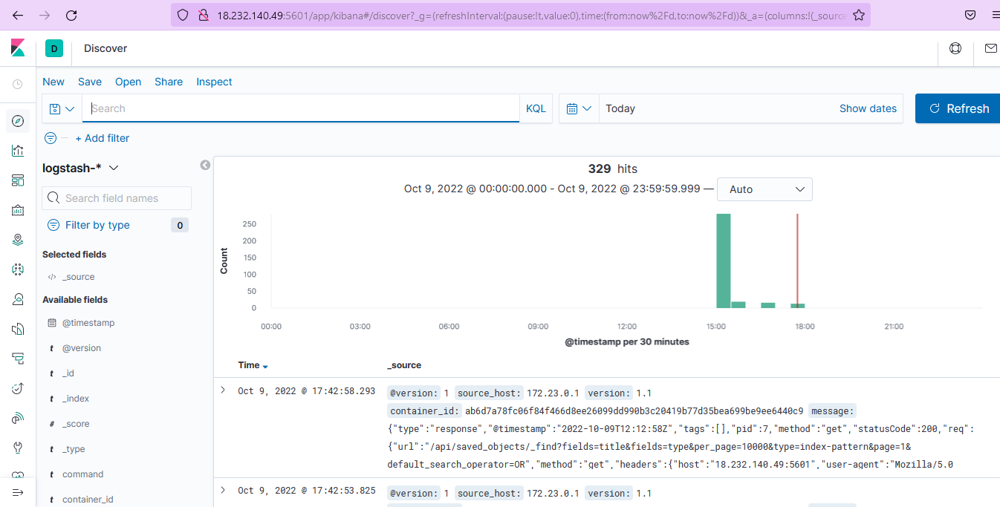 18.232.140.49:5601/app/kibana#/discover?_g=(refreshInterval:(pause:!t,value:0),time:(from:now%2Fd,to:now%2Fd))&_a=(columns:!(_source
D Discover
New Save Open Share Inspect
Search KQL Today Show dates Refresh
+ Add filter
logstash-*
Search field names
Filter by type 0
Selected fields
</> _source
Available fields
@timestamp
t @version
t _id
t _index
# _score
t _type
t command
t container_id
329 hits
Oct 9, 2022 @ 00:00:00.000 - Oct 9, 2022 @ 23:59:59.999 — Auto
Count
250
200
150
100
50
0
00:00 03:00 06:00 09:00 12:00 15:00 18:00 21:00
@timestamp per 30 minutes
Time _source
Oct 9, 2022 @ 17:42:58.293 @version: 1 source_host: 172.23.0.1 version: 1.1
container_id: ab6d7a78fc06f84f466d8ee26099dd990b3c20419b77d35bea699be9ee6440c9 message:
{"type":"response","@timestamp":"2022-10-09T12:12:58Z","tags":[],"pid":7,"method":"get","statusCode":200,"req":
{"url":"/api/saved_objects/_find?fields=title&fields=type&per_page=10000&type=index-pattern&page=1&
default_search_operator=OR","method":"get","headers":{"host":"18.232.140.49:5601","user-agent":"Mozilla/5.0
Oct 9, 2022 @ 17:42:53.825 @version: 1 source_host: 172.23.0.1 version: 1.1